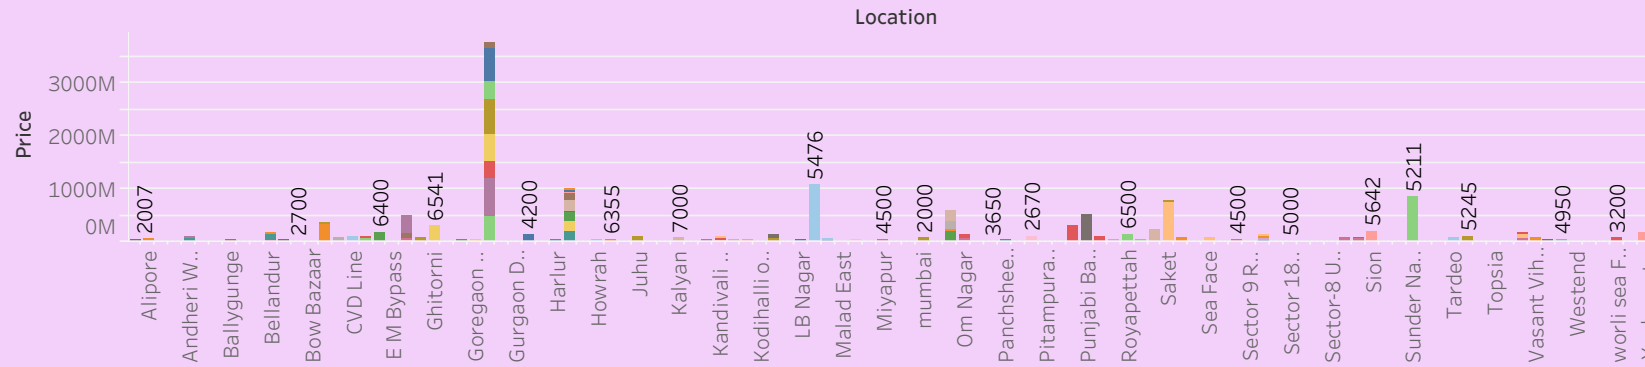 Location
Price
3000M
2000M
1000M
0M
2007
2700
6400
6541
4200
6355
7000
5476
4500
2000
3650
2670
6500
4500
5000
5642
5211
5245
4950
3200
Alipore
Andheri W..
Ballygunge
Bellandur
Bow Bazaar
CVD Line
E M Bypass
Ghitorni
Goregaon ..
Gurgaon D..
Harlur
Howrah
Juhu
Kalyan
Kandivali ..
Kodihalli o..
LB Nagar
Malad East
Miyapur
mumbai
Om Nagar
Panchshee..
Pitampura..
Punjabi Ba..
Royapettah
Saket
Sea Face
Sector 9 R..
Sector 18..
Sector-8 U..
Sion
Sunder Na..
Tardeo
Topsia
Vasant Vih..
Westend
worli sea F..